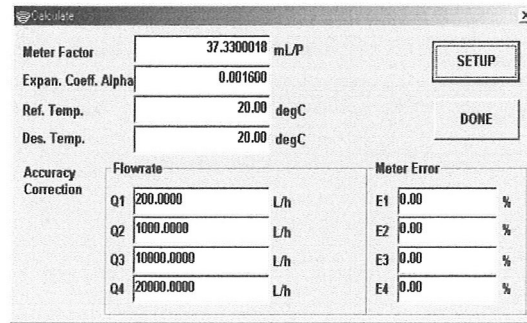 Calculate
Meter Factor 37.3300018 mL/P
Expan. Coeff. Alpha 0.001600
Ref. Temp. 20.00 degC
Des. Temp. 20.00 degC
SETUP
DONE
Accuracy Correction
Flowrate
Q1 200.0000 L/h
Q2 1000.0000 L/h
Q3 10000.0000 L/h
Q4 20000.0000 L/h
Meter Error
E1 0.00 %
E2 0.00 %
E3 0.00 %
E4 0.00 %